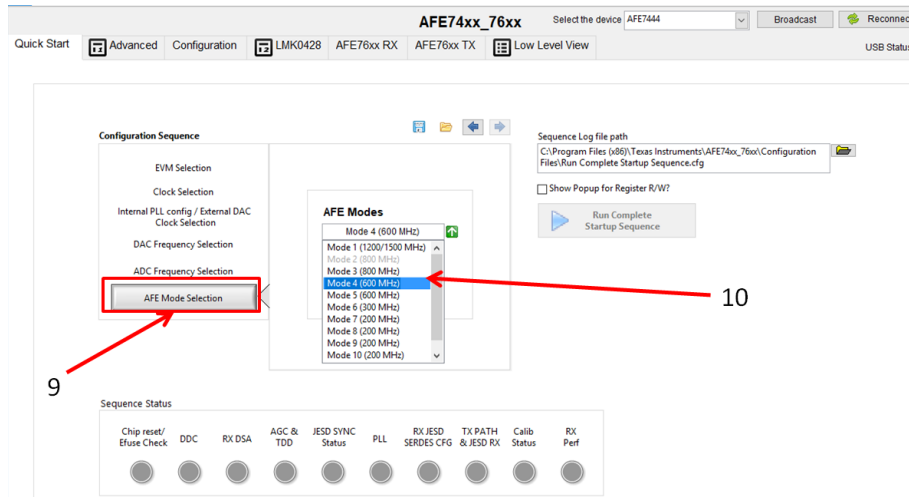 AFE74xx_76xx
Select the device AFE7444
Broadcast
Reconnec
Quick Start
Advanced
Configuration
LMK0428
AFE76xx RX
AFE76xx TX
Low Level View
USB Status
Configuration Sequence
EVM Selection
Clock Selection
Internal PLL config / External DAC
Clock Selection
DAC Frequency Selection
ADC Frequency Selection
AFE Mode Selection
AFE Modes
Mode 4 (600 MHz)
Mode 1 (1200/1500 MHz)
Mode 2 (800 MHz)
Mode 3 (800 MHz)
Mode 4 (600 MHz)
Mode 5 (600 MHz)
Mode 6 (300 MHz)
Mode 7 (200 MHz)
Mode 8 (200 MHz)
Mode 9 (200 MHz)
Mode 10 (200 MHz)
Sequence Log file path
C:\Program Files (x86)\Texas Instruments\AFE74xx_76xx\Configuration
Files\Run Complete Startup Sequence.cfg
Show Popup for Register R/W?
Run Complete
Startup Sequence
10
9
Sequence Status
Chip reset/
Efuse Check
DDC
RX DSA
AGC &
TDD
JESD SYNC
Status
PLL
RX JESD
SERDES CFG
TX PATH
& JESD RX
Calib
Status
RX
Perf